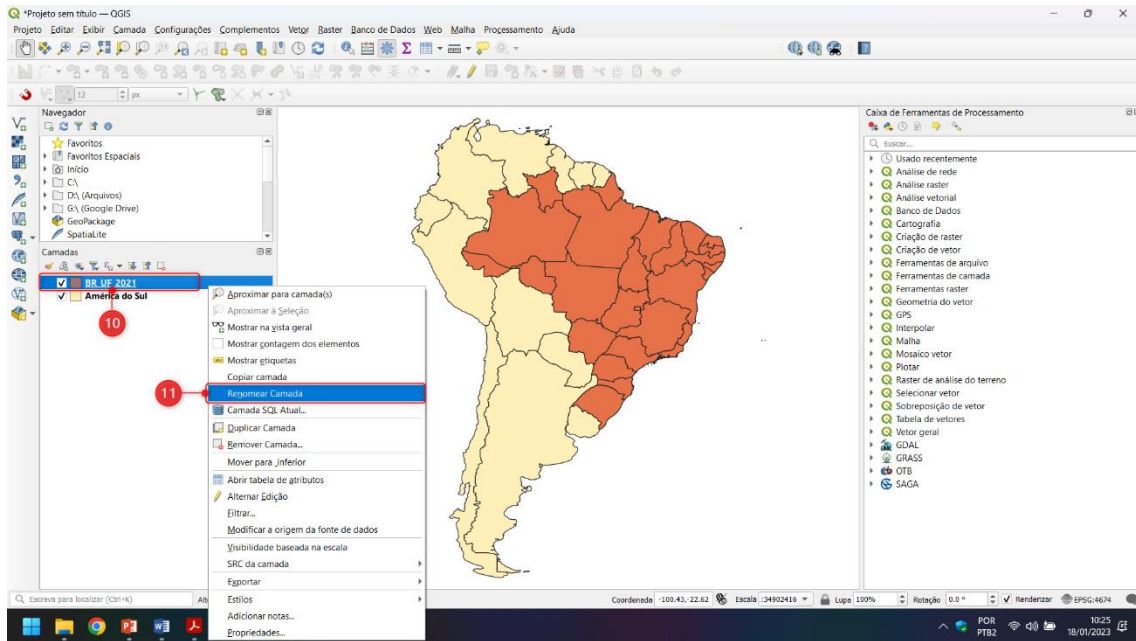 *Projeto sem título — QGIS
Projeto Editar Exibir Camada Configurações Complementos Vetor Raster Banco de Dados Web Malha Processamento Ajuda
12 px
Navegador
Favoritos
Favoritos Espaciais
Início
C:\
D:\ (Arquivos)
G:\ (Google Drive)
GeoPackage
SpatiaLite
Camadas
BR_UF_2021
América do Sul
10
11
Aproximar para camada(s)
Aproximar à Seleção
Mostrar na vista geral
Mostrar contagem dos elementos
Mostrar etiquetas
Copiar camada
Renomear Camada
Camada SQL Atual...
Duplicar Camada
Remover Camada...
Mover para _inferior
Abrir tabela de atributos
Alternar Edição
Filtrar...
Modificar a origem da fonte de dados
Visibilidade baseada na escala
SRC da camada
Exportar
Estilos
Adicionar notas...
Propriedades...
Caixa de Ferramentas de Processamento
Buscar...
Usado recentemente
Análise de rede
Análise raster
Análise vetorial
Banco de Dados
Cartografia
Criação de raster
Criação de vetor
Ferramentas de arquivo
Ferramentas de camada
Ferramentas raster
Geometria do vetor
GPS
Interpolar
Malha
Mosaico vetor
Plotar
Raster de análise do terreno
Selecionar vetor
Sobreposição de vetor
Tabela de vetores
Vetor geral
GDAL
GRASS
OTB
SAGA
Escreva para localizar (Ctrl+K) Coordenada -100.43,-22.62 Escala :34902416 Lupa 100% Rotação 0.0 ° Renderizar EPSG:4674
POR
PTB2
10:25
18/01/2023